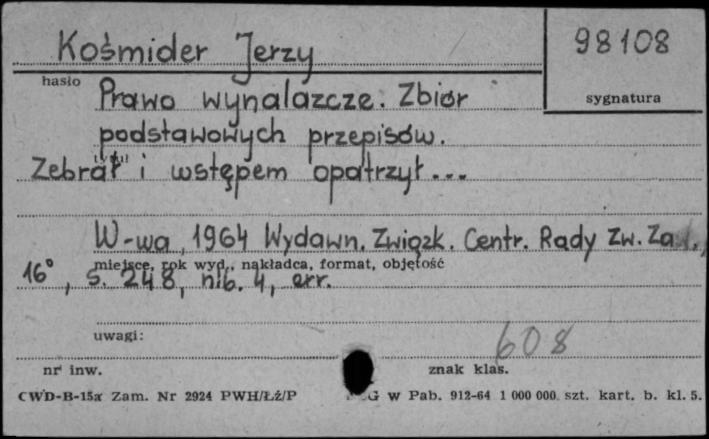 Kośmider Jerzy
98108
hasło
sygnatura
Prawo wynalazcze. Zbiór
podstawowych przepisów.
tytuł
Zebrał i wstępem opatrzył...
W-wa, 1964 Wydawn. Związk. Centr. Rady Zw. Za
miejsce, rok wyd., nakładca, format, objętość
16°, s. 248, nlb. 4, err.
uwagi:
608
nr inw.
znak klas.
CWD-B-15a Zam. Nr 2924 PWH/Łź/P
G w Pab. 912-64 1 000 000 szt. kart. b. kl. 5.